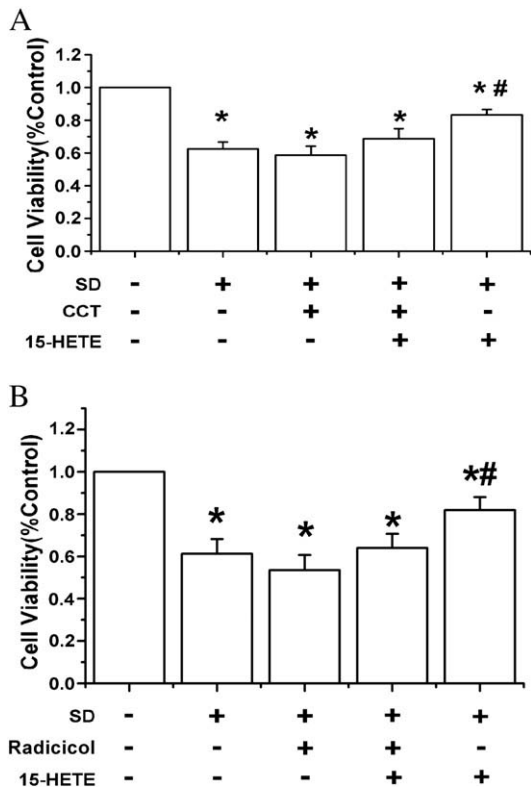 A
Cell Viability(%Control)
1.2
1.0
0.8
0.6
0.4
0.2
0.0
* * * * #
SD - + + + +
CCT - - + + -
15-HETE - - - + +
B
Cell Viability(%Control)
1.2
1.0
0.8
0.6
0.4
0.2
0.0
* * * *#
SD - + + + +
Radicicol - - + + -
15-HETE - - - + +